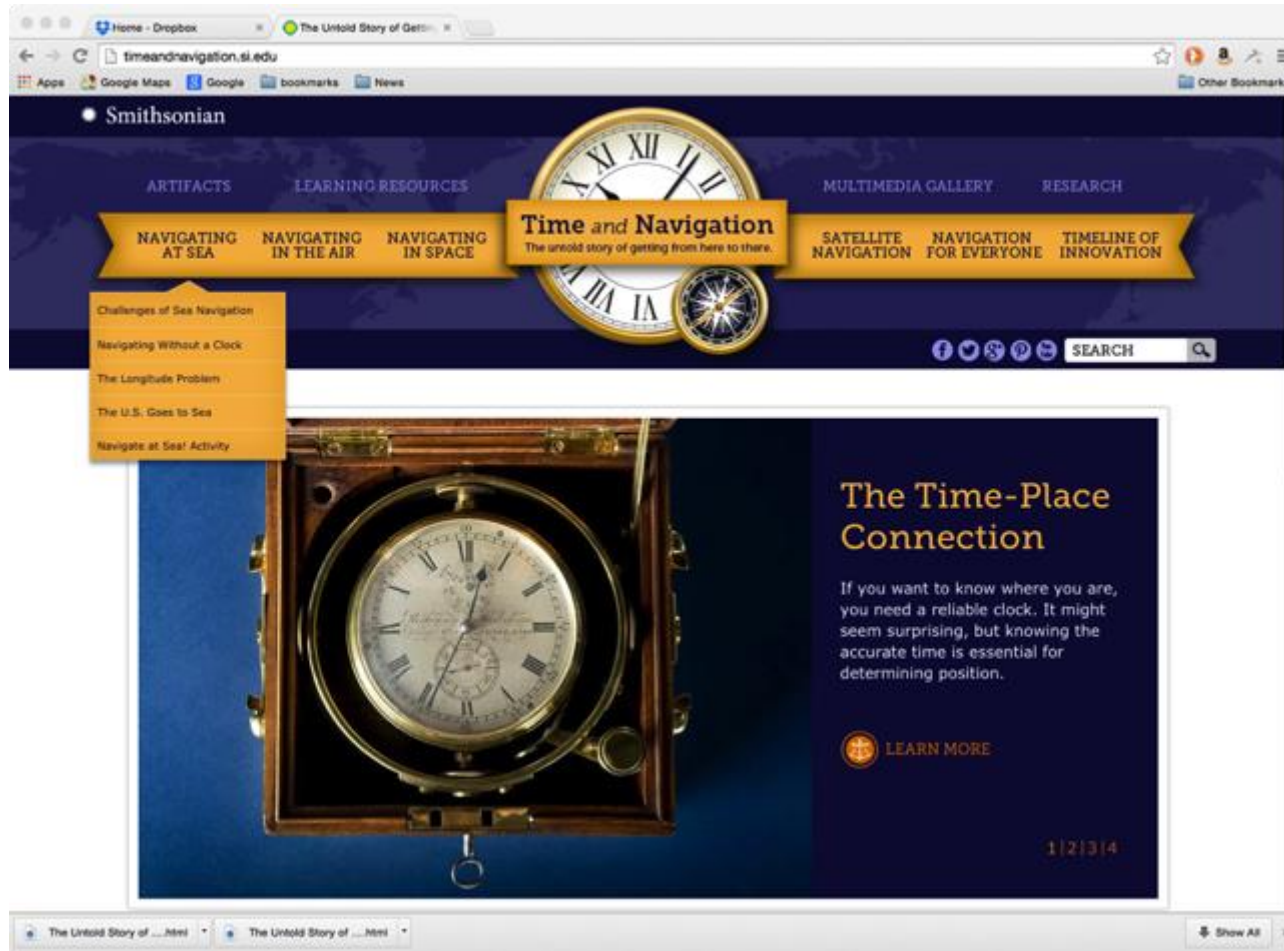 Home - Dropbox
The Untold Story of Gettin
timeandnavigation.si.edu
Apps Google Maps Google bookmarks News Other Bookmark
Smithsonian
ARTIFACTS LEARNING RESOURCES MULTIMEDIA GALLERY RESEARCH
XI XII I II
Time and Navigation
The untold story of getting from here to there.
NAVIGATING AT SEA
NAVIGATING IN THE AIR
NAVIGATING IN SPACE
SATELLITE NAVIGATION
NAVIGATION FOR EVERYONE
TIMELINE OF INNOVATION
Challenges of Sea Navigation
Navigating Without a Clock
The Longitude Problem
The U.S. Goes to Sea
Navigate at Sea! Activity
SEARCH
The Time-Place
Connection
If you want to know where you are,
you need a reliable clock. It might
seem surprising, but knowing the
accurate time is essential for
determining position.
LEARN MORE
1|2|3|4
The Untold Story of ....html
The Untold Story of ....html
Show All